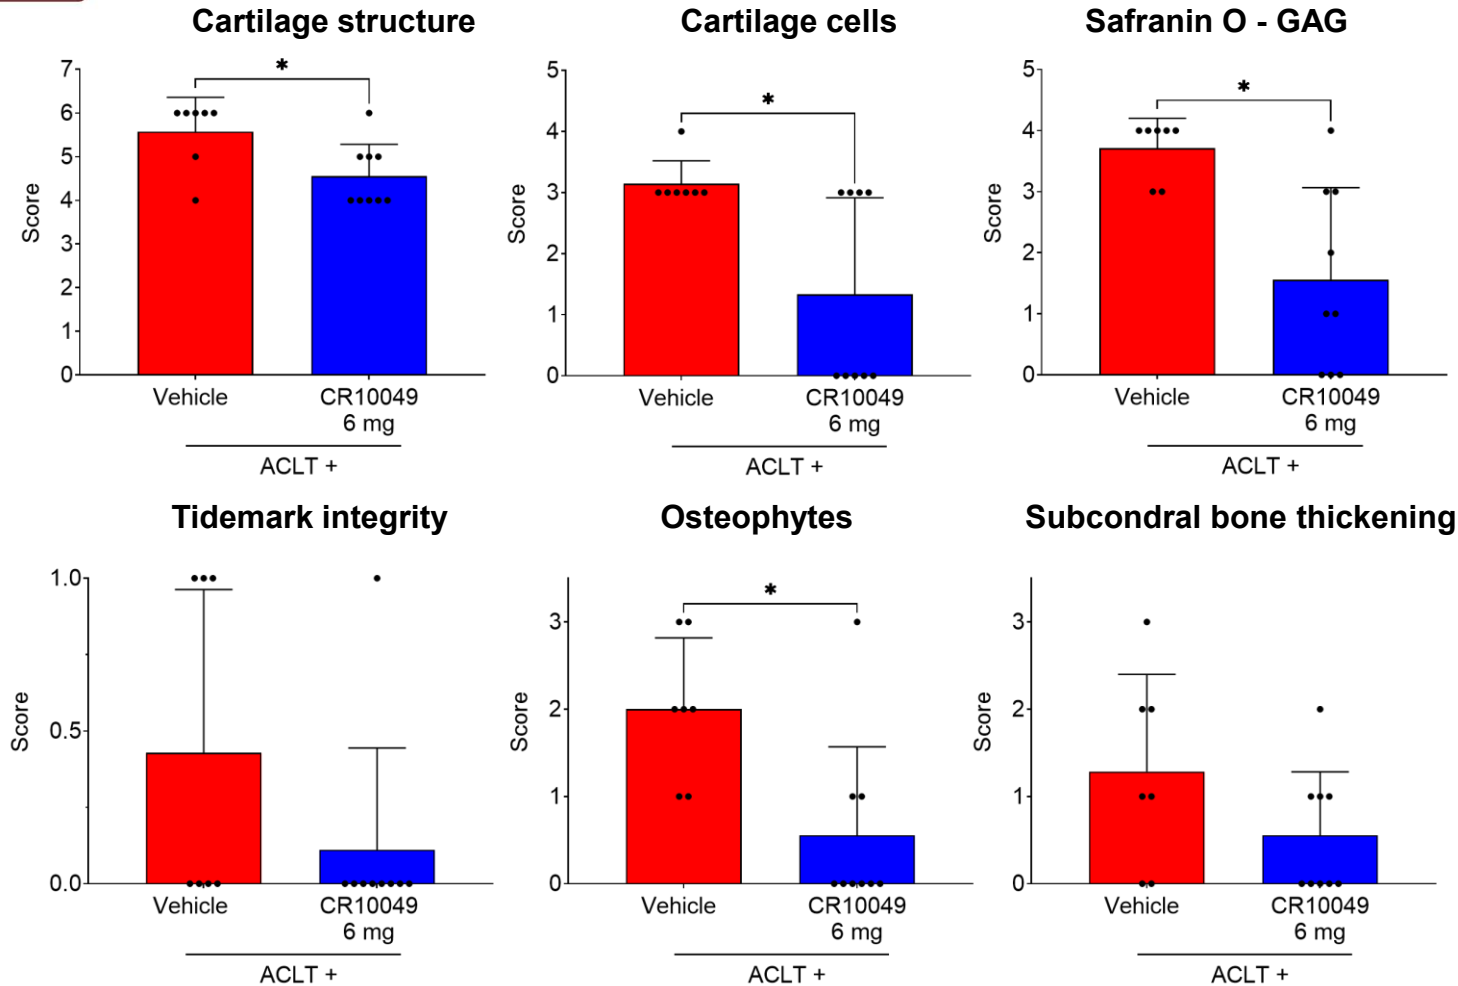 Cartilage structure
7
6
5
4
3
2
1
0
Score
*
Vehicle
CR10049
6 mg
ACLT +
Cartilage cells
5
4
3
2
1
0
Score
*
Vehicle
CR10049
6 mg
ACLT +
Safranin O - GAG
5
4
3
2
1
0
Score
*
Vehicle
CR10049
6 mg
ACLT +
Tidemark integrity
1.0
0.5
0.0
Score
Vehicle
CR10049
6 mg
ACLT +
Osteophytes
3
2
1
0
Score
*
Vehicle
CR10049
6 mg
ACLT +
Subcondral bone thickening
3
2
1
0
Score
Vehicle
CR10049
6 mg
ACLT +